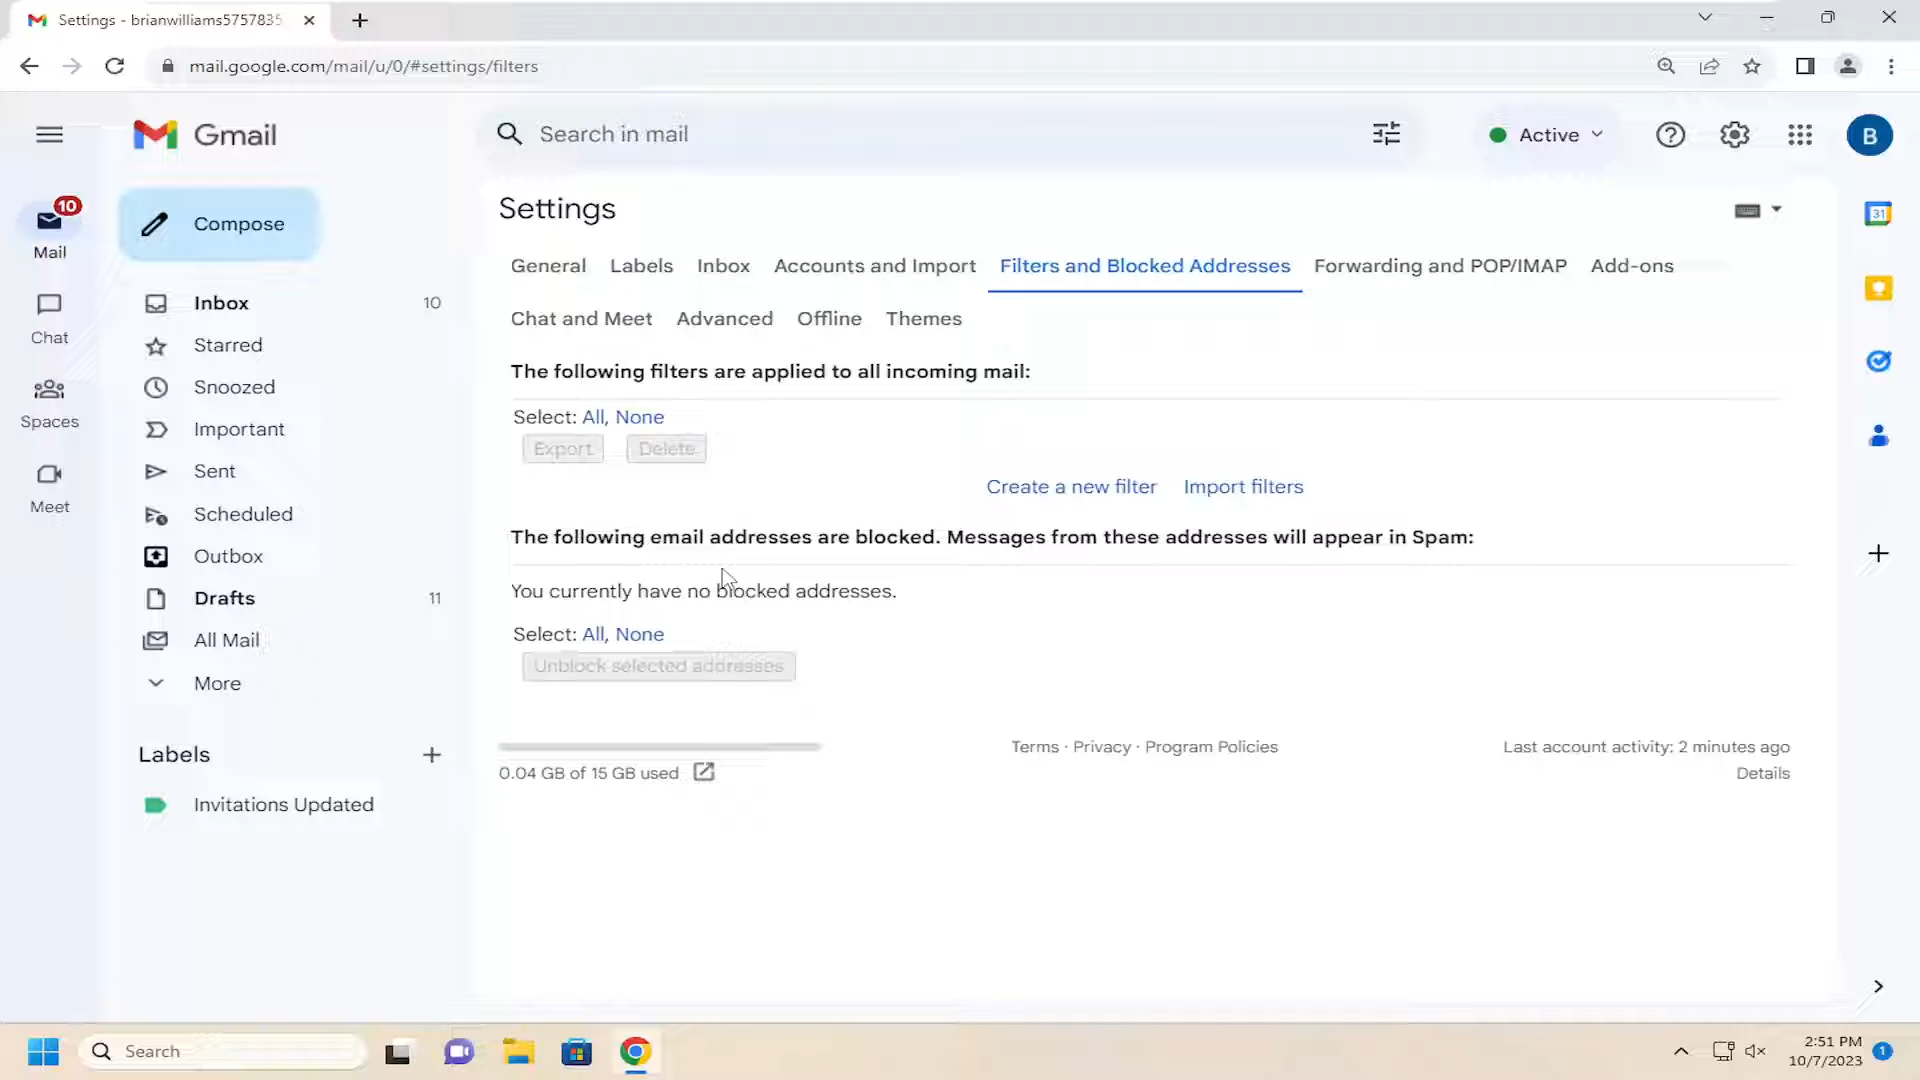 Settings - brianwilliams5757835
mail.google.com/mail/u/0/#settings/filters
Gmail
Search in mail
Active
B
10
Mail
Chat
Spaces
Meet
Compose
Inbox 10
Starred
Snoozed
Important
Sent
Scheduled
Outbox
Drafts 11
All Mail
More
Labels
Invitations Updated
Settings
General Labels Inbox Accounts and Import Filters and Blocked Addresses Forwarding and POP/IMAP Add-ons
Chat and Meet Advanced Offline Themes
The following filters are applied to all incoming mail:
Select: All, None
Export Delete
Create a new filter Import filters
The following email addresses are blocked. Messages from these addresses will appear in Spam:
You currently have no blocked addresses.
Select: All, None
Unblock selected addresses
0.04 GB of 15 GB used
Terms · Privacy · Program Policies
Last account activity: 2 minutes ago
Details
31
Search
2:51 PM
10/7/2023
1